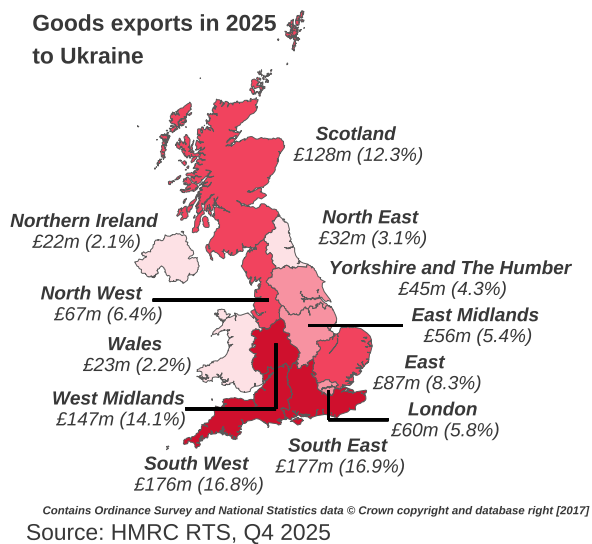 Goods exports in 2025
to Ukraine
Scotland
£128m (12.3%)
Northern Ireland
£22m (2.1%)
North East
£32m (3.1%)
Yorkshire and The Humber
£45m (4.3%)
North West
£67m (6.4%)
East Midlands
£56m (5.4%)
Wales
£23m (2.2%)
East
£87m (8.3%)
West Midlands
£147m (14.1%)
London
£60m (5.8%)
South East
£177m (16.9%)
South West
£176m (16.8%)
Contains Ordinance Survey and National Statistics data © Crown copyright and database right [2017]
Source: HMRC RTS, Q4 2025